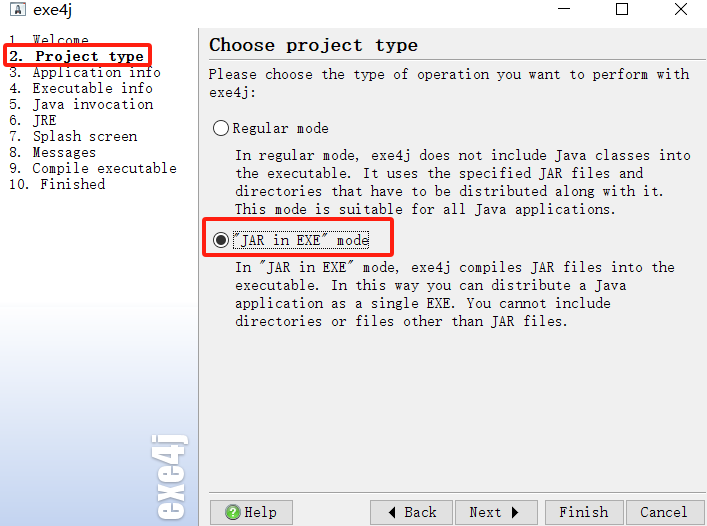 exe4j
1. Welcome
2. Project type
3. Application info
4. Executable info
5. Java invocation
6. JRE
7. Splash screen
8. Messages
9. Compile executable
10. Finished
exe4j
Choose project type
Please choose the type of operation you want to perform with
exe4j:
Regular mode
In regular mode, exe4j does not include Java classes into
the executable. It uses the specified JAR files and
directories that have to be distributed along with it.
This mode is suitable for all Java applications.
"JAR in EXE" mode
In "JAR in EXE" mode, exe4j compiles JAR files into the
executable. In this way you can distribute a Java
application as a single EXE. You cannot include
directories or files other than JAR files.
Help
Back
Next
Finish
Cancel